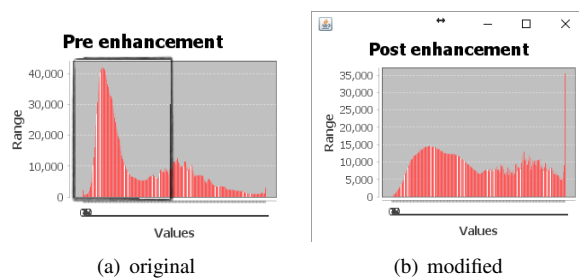 Pre enhancement
40,000
30,000
20,000
10,000
0
Range
Values
(a) original
Post enhancement
35,000
30,000
25,000
20,000
15,000
10,000
5,000
0
Range
Values
(b) modified